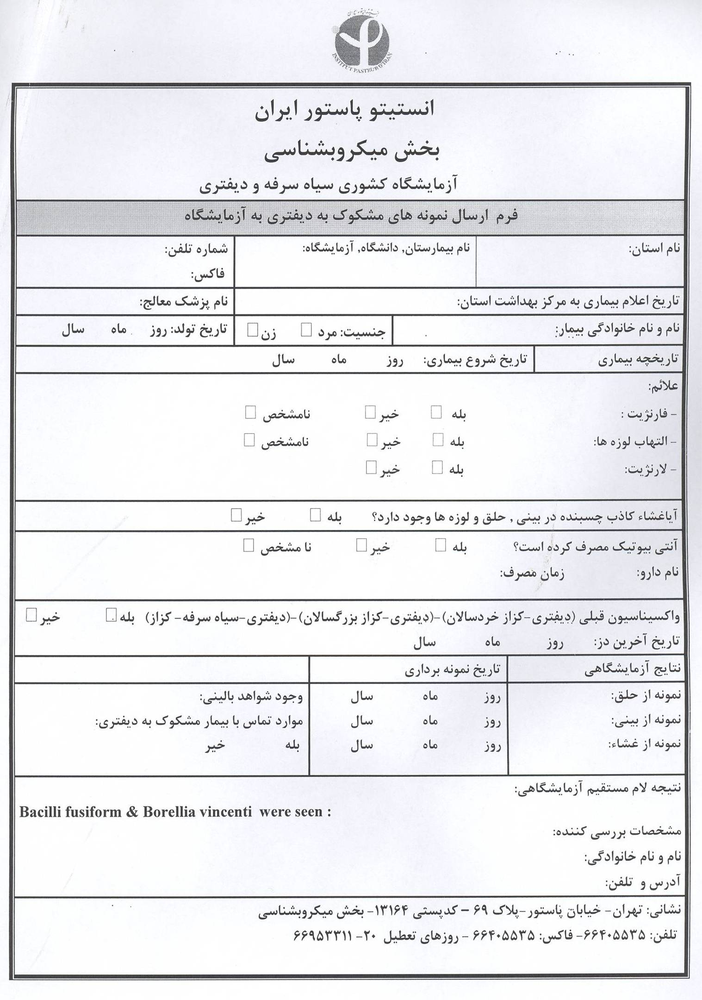 انستیتو پاستور ایران
INSTITUT PASTEUR D'IRAN
انستیتو پاستور ایران
بخش میکروبشناسی
آزمایشگاه کشوری سیاه سرفه و دیفتری
فرم ارسال نمونه های مشکوک به دیفتری به آزمایشگاه
نام استان: نام بیمارستان, دانشگاه, آزمایشگاه: شماره تلفن:
فاکس:
تاریخ اعلام بیماری به مرکز بهداشت استان: نام پزشک معالج:
نام و نام خانوادگی بیمار: جنسیت: مرد □ زن □ تاریخ تولد: روز ماه سال
تاریخچه بیماری تاریخ شروع بیماری: روز ماه سال
علائم:
- فارنژیت : بله □ خیر □ نامشخص □
- التهاب لوزه ها: بله □ خیر □ نامشخص □
- لارنژیت: بله □ خیر □
آیاغشاء کاذب چسبنده در بینی , حلق و لوزه ها وجود دارد؟ بله □ خیر □
آنتی بیوتیک مصرف کرده است؟ بله □ خیر □ نا مشخص □
نام دارو: زمان مصرف:
واکسیناسیون قبلی (دیفتری-کزاز خردسالان)-(دیفتری-کزاز بزرگسالان)-(دیفتری-سیاه سرفه- کزاز) بله □ خیر □
تاریخ آخرین دز: روز ماه سال
نتایج آزمایشگاهی تاریخ نمونه برداری
نمونه از حلق: روز ماه سال وجود شواهد بالینی:
نمونه از بینی: روز ماه سال موارد تماس با بیمار مشکوک به دیفتری:
نمونه از غشاء: روز ماه سال بله خیر
نتیجه لام مستقیم آزمایشگاهی:
Bacilli fusiform & Borellia vincenti were seen :
مشخصات بررسی کننده:
نام و نام خانوادگی:
آدرس و تلفن:
نشانی: تهران- خیابان پاستور-پلاک ۶۹ – کدپستی ۱۳۱۶۴- بخش میکروبشناسی
تلفن: ۶۶۴۰۵۵۳۵- فاکس: ۶۶۴۰۵۵۳۵ - روزهای تعطیل ۲۰- ۶۶۹۵۳۳۱۱